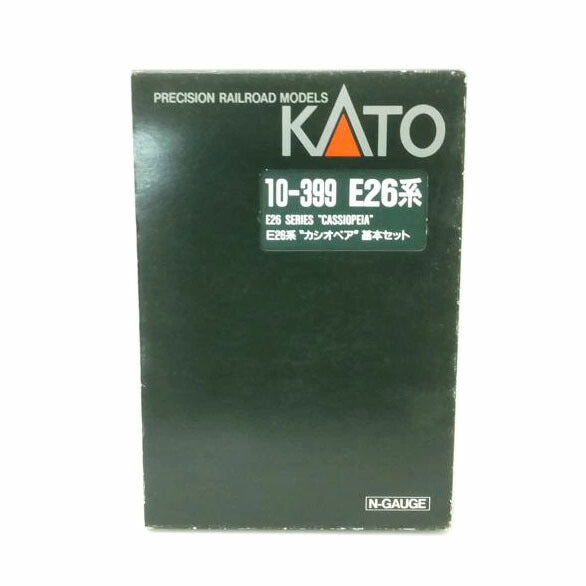 PRECISION RAILROAD MODELS
KATO
10-399 E26系
E26 SERIES "CASSIOPEIA"
E26系 "カシオペア" 基本セット
N-GAUGE